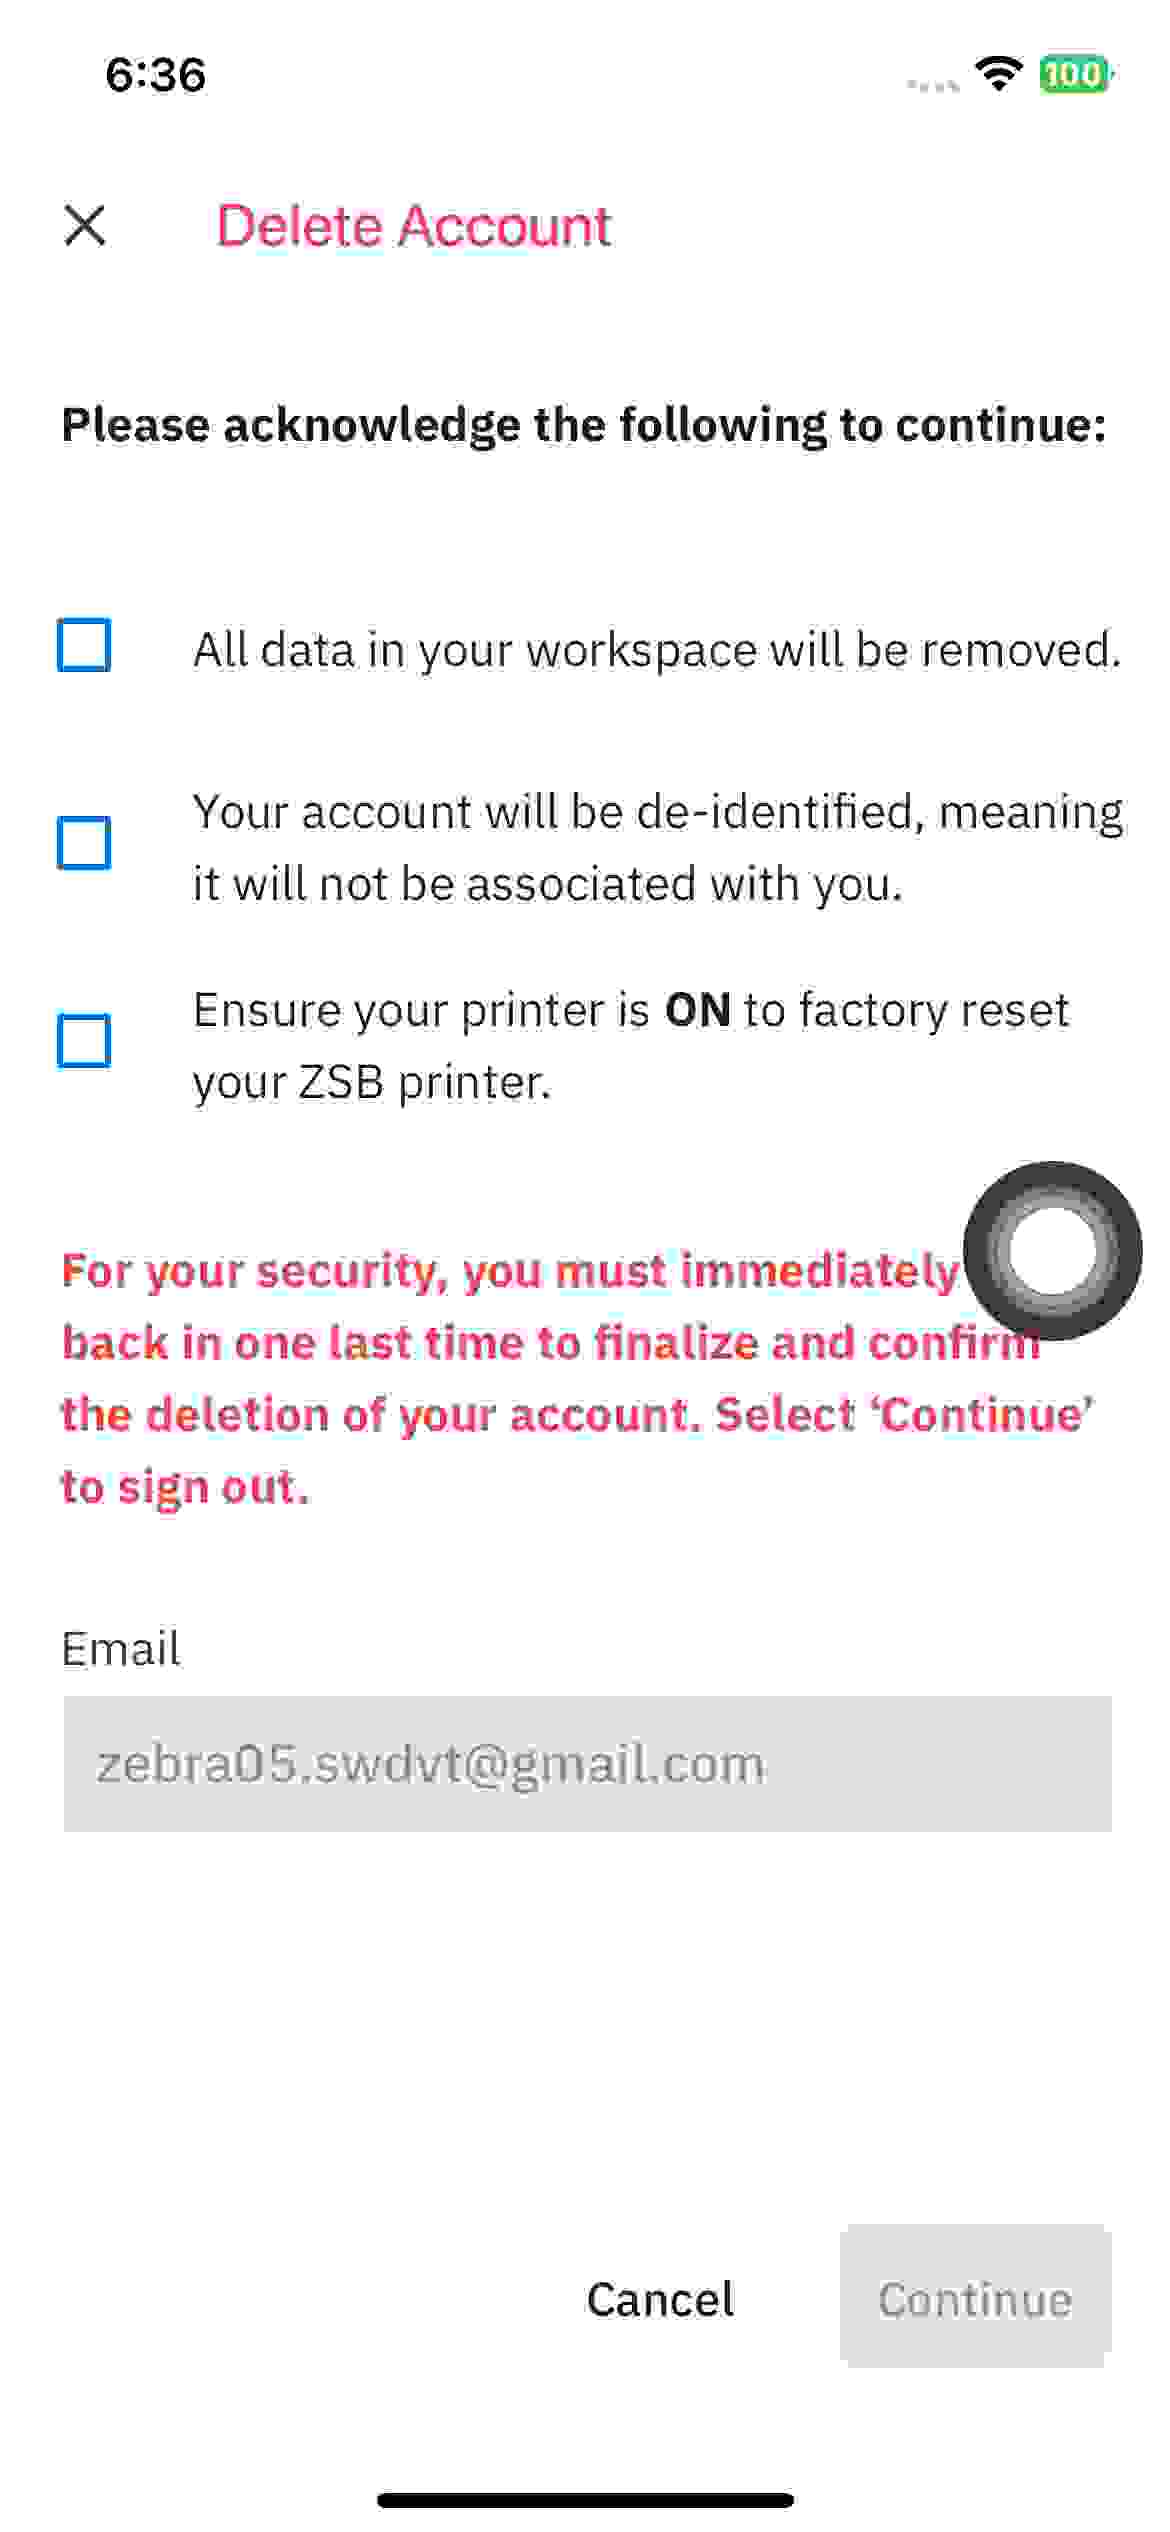 6:36
100
Delete Account
Please acknowledge the following to continue:
All data in your workspace will be removed.
Your account will be de-identified, meaning
it will not be associated with you.
Ensure your printer is ON to factory reset
your ZSB printer.
For your security, you must immediately
back in one last time to finalize and confirm
the deletion of your account. Select ‘Continue’
to sign out.
Email
zebra05.swdvt@gmail.com
Cancel
Continue